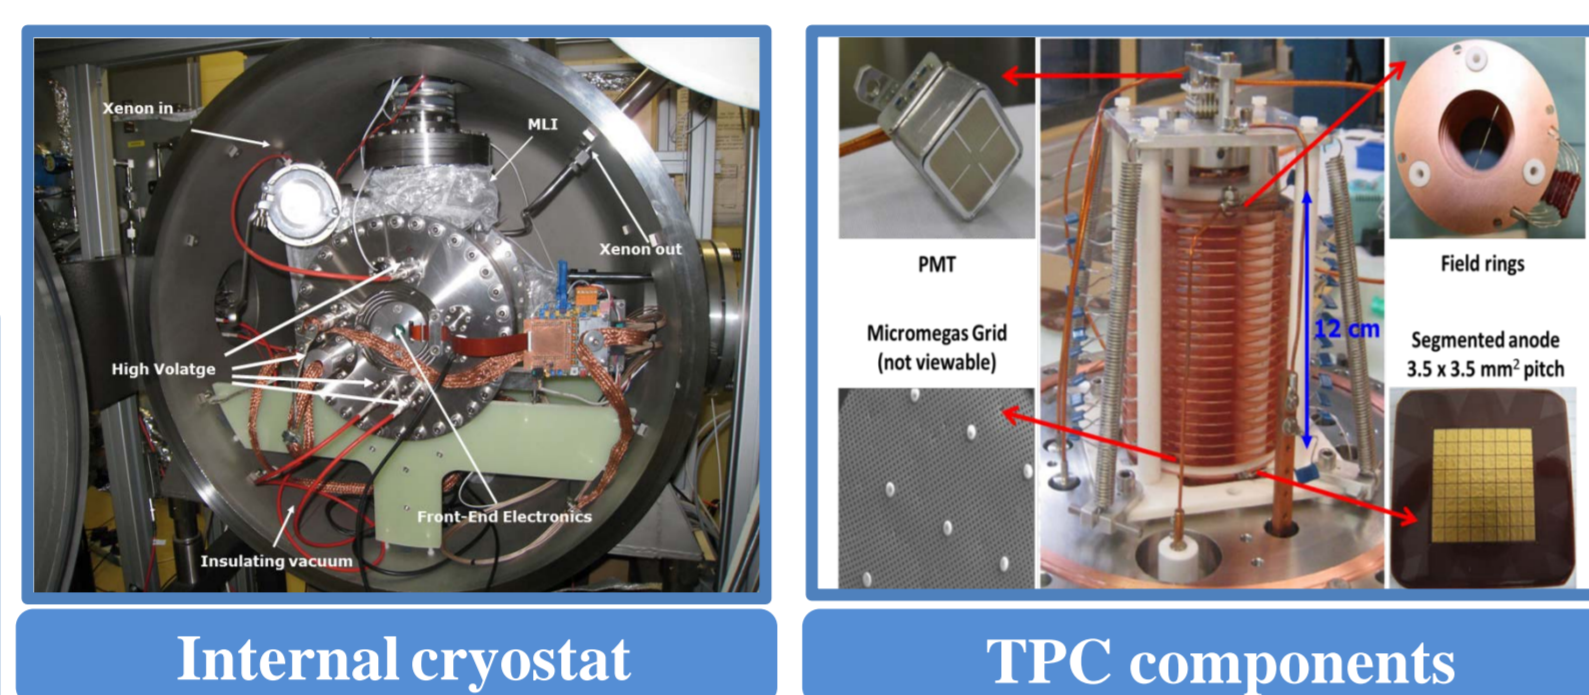 Xenon in
MLI
Xenon out
High Volatge
Front-End Electronics
Insulating vacuum
Internal cryostat
PMT
Field rings
Micromegas Grid
(not viewable)
12 cm
Segmented anode
3.5 x 3.5 mm² pitch
TPC components